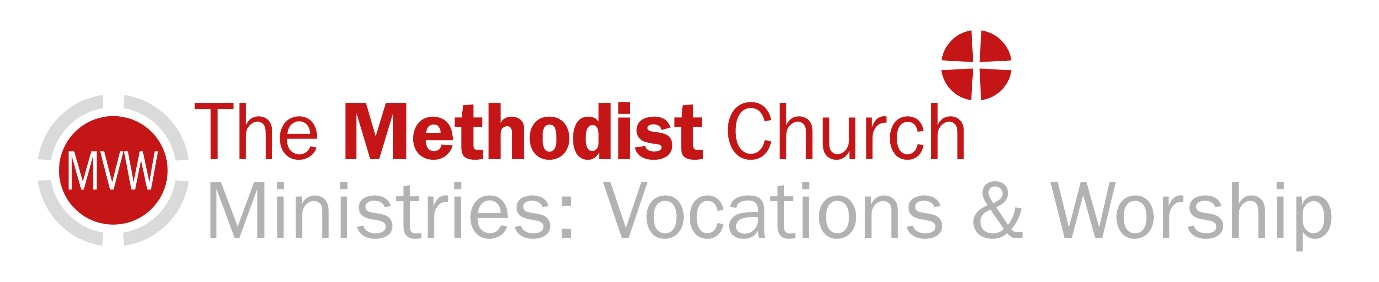 MVW
The Methodist Church
Ministries: Vocations & Worship